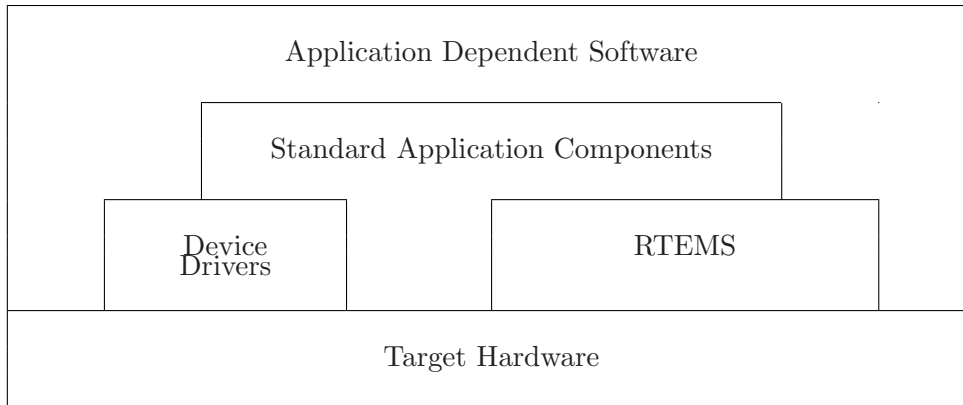 Application Dependent Software
Standard Application Components
Device
Drivers
RTEMS
Target Hardware